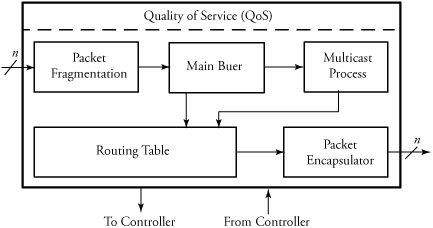 Quality of Service (QoS)
n
Packet
Fragmentation
Main Buer
Multicast
Process
Routing Table
Packet
Encapsulator
n
To Controller
From Controller